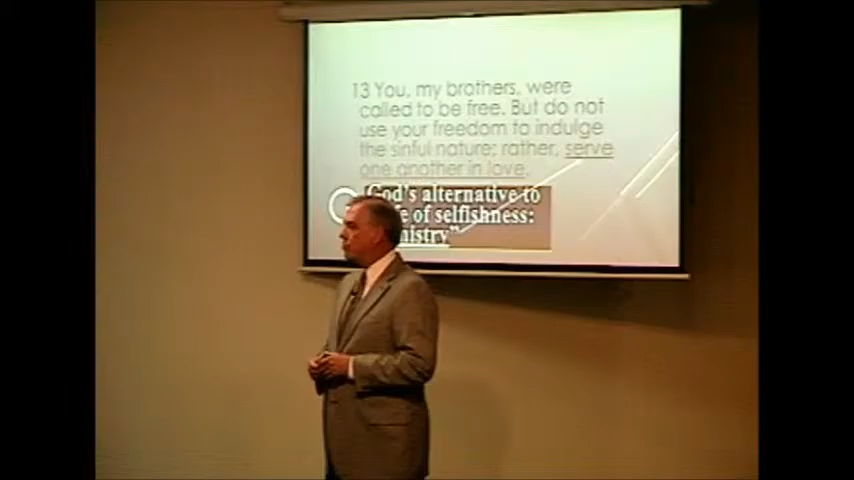 13 You, my brothers, were
called to be free. But do not
use your freedom to indulge
the sinful nature; rather, serve
one another in love.
God's alternative to
of selfishness: